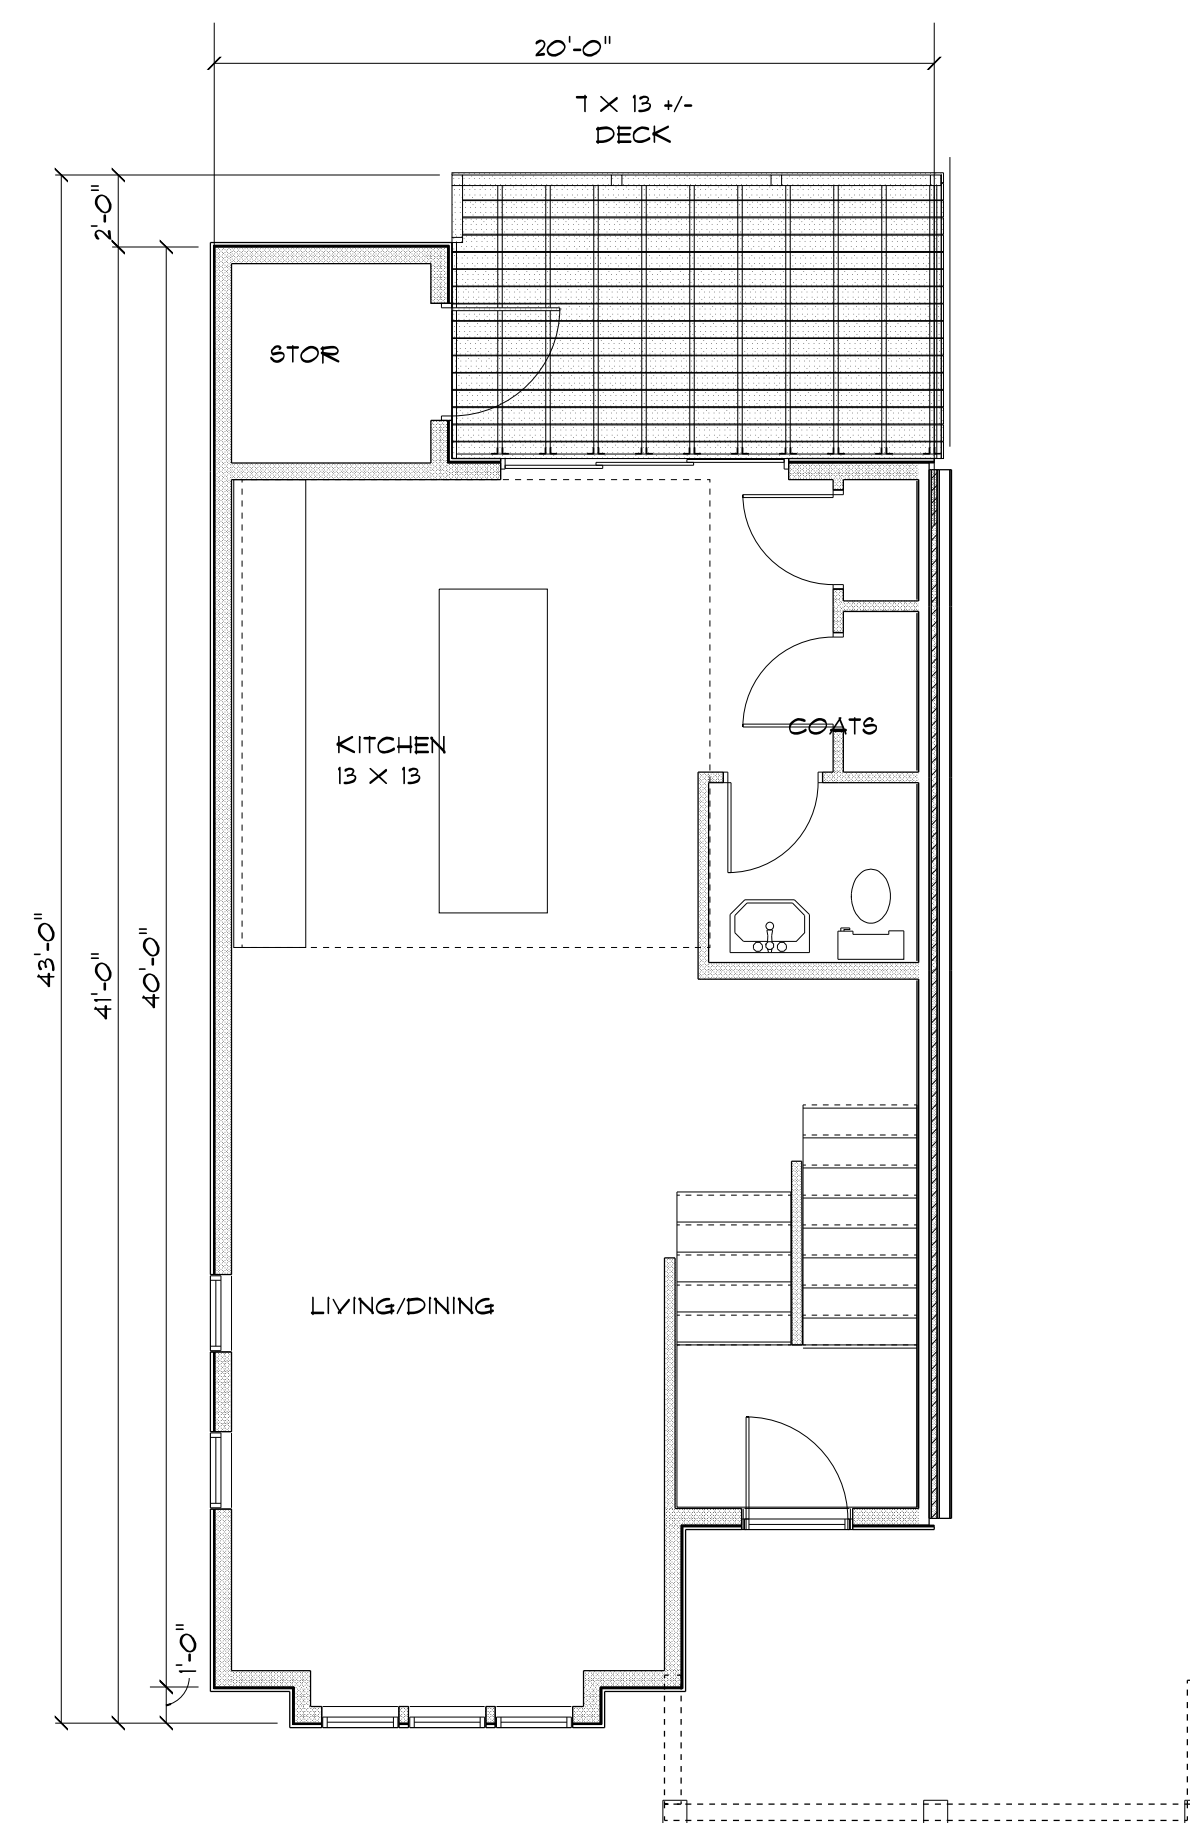 20'-0"
7 X 13 +/-
DECK
2'-0"
STOR
COATS
KITCHEN
13 X 13
43'-0"
41'-0"
40'-0"
LIVING/DINING
1'-0"